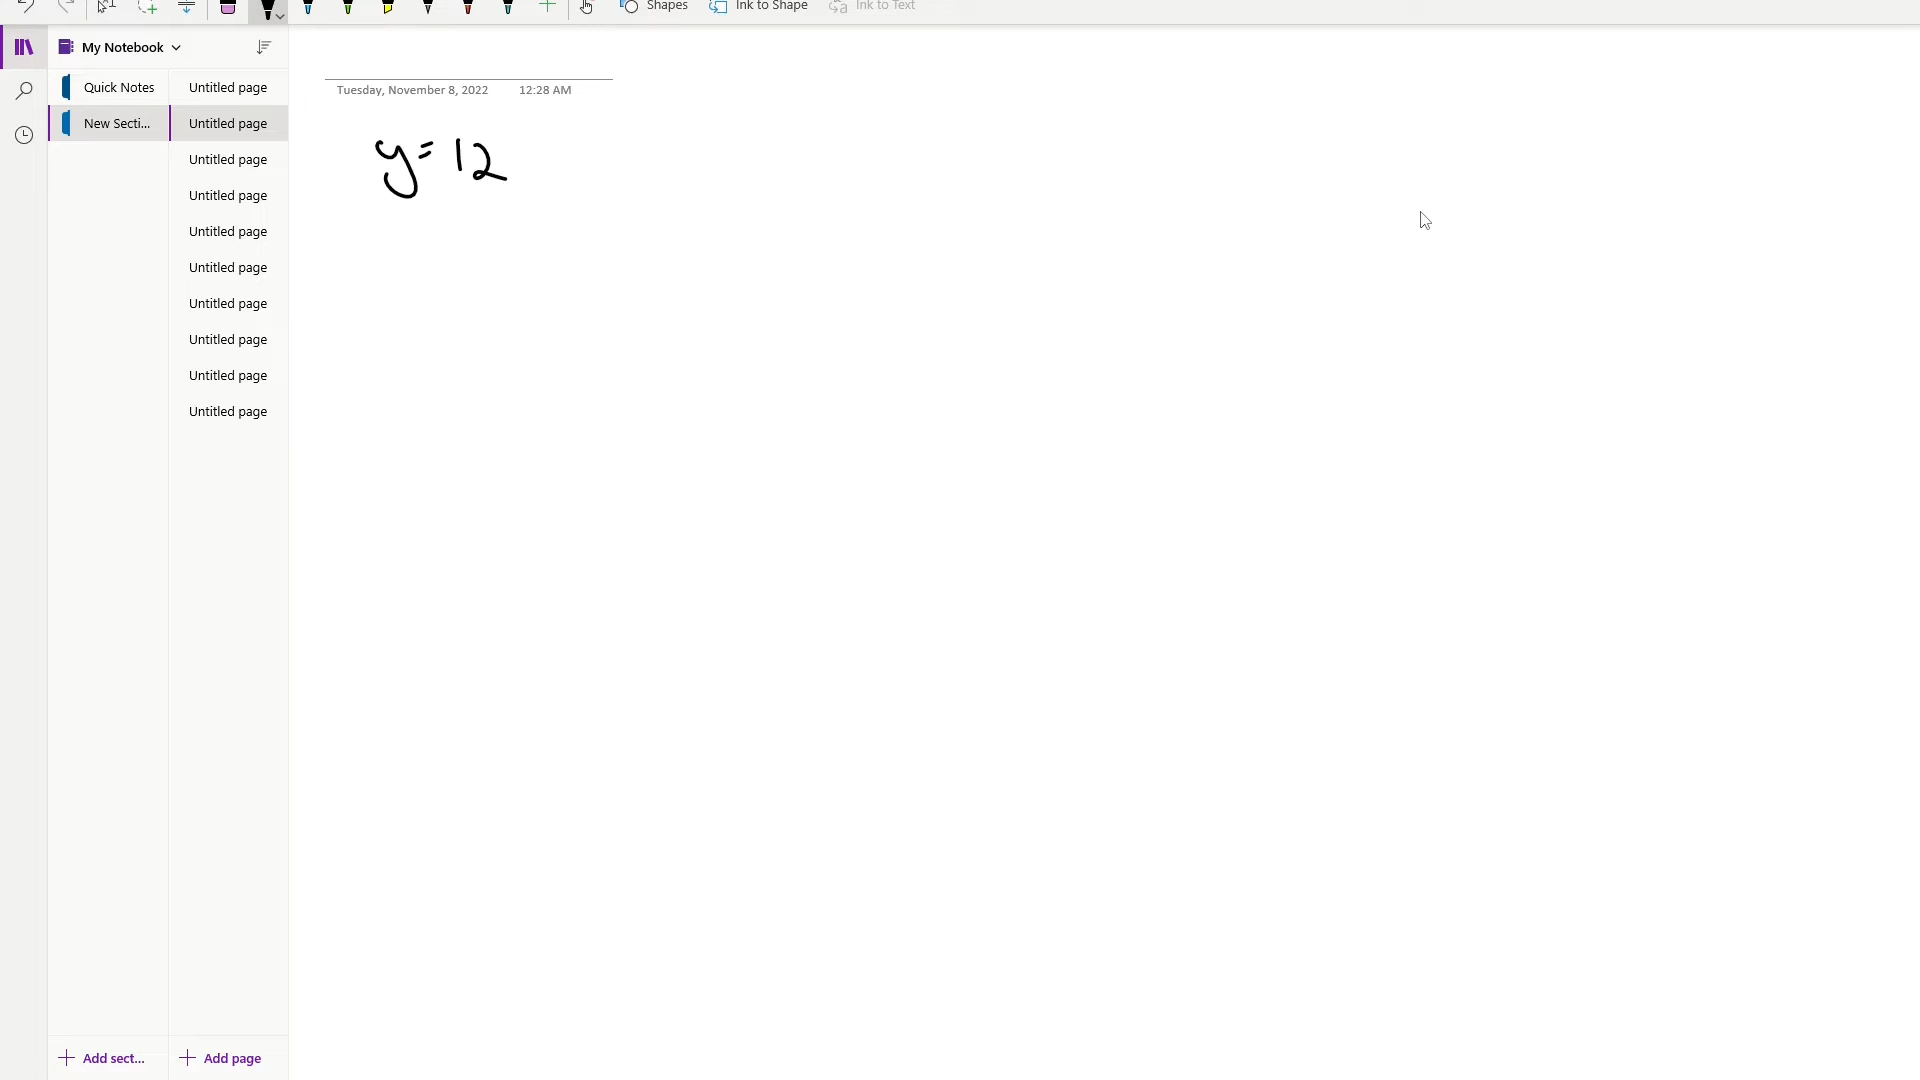 Shapes Ink to Shape Ink to Text
My Notebook
Quick Notes
New Secti...
Untitled page
Untitled page
Untitled page
Untitled page
Untitled page
Untitled page
Untitled page
Untitled page
Untitled page
Untitled page
Tuesday, November 8, 2022 12:28 AM
y = 12
Add sect... Add page